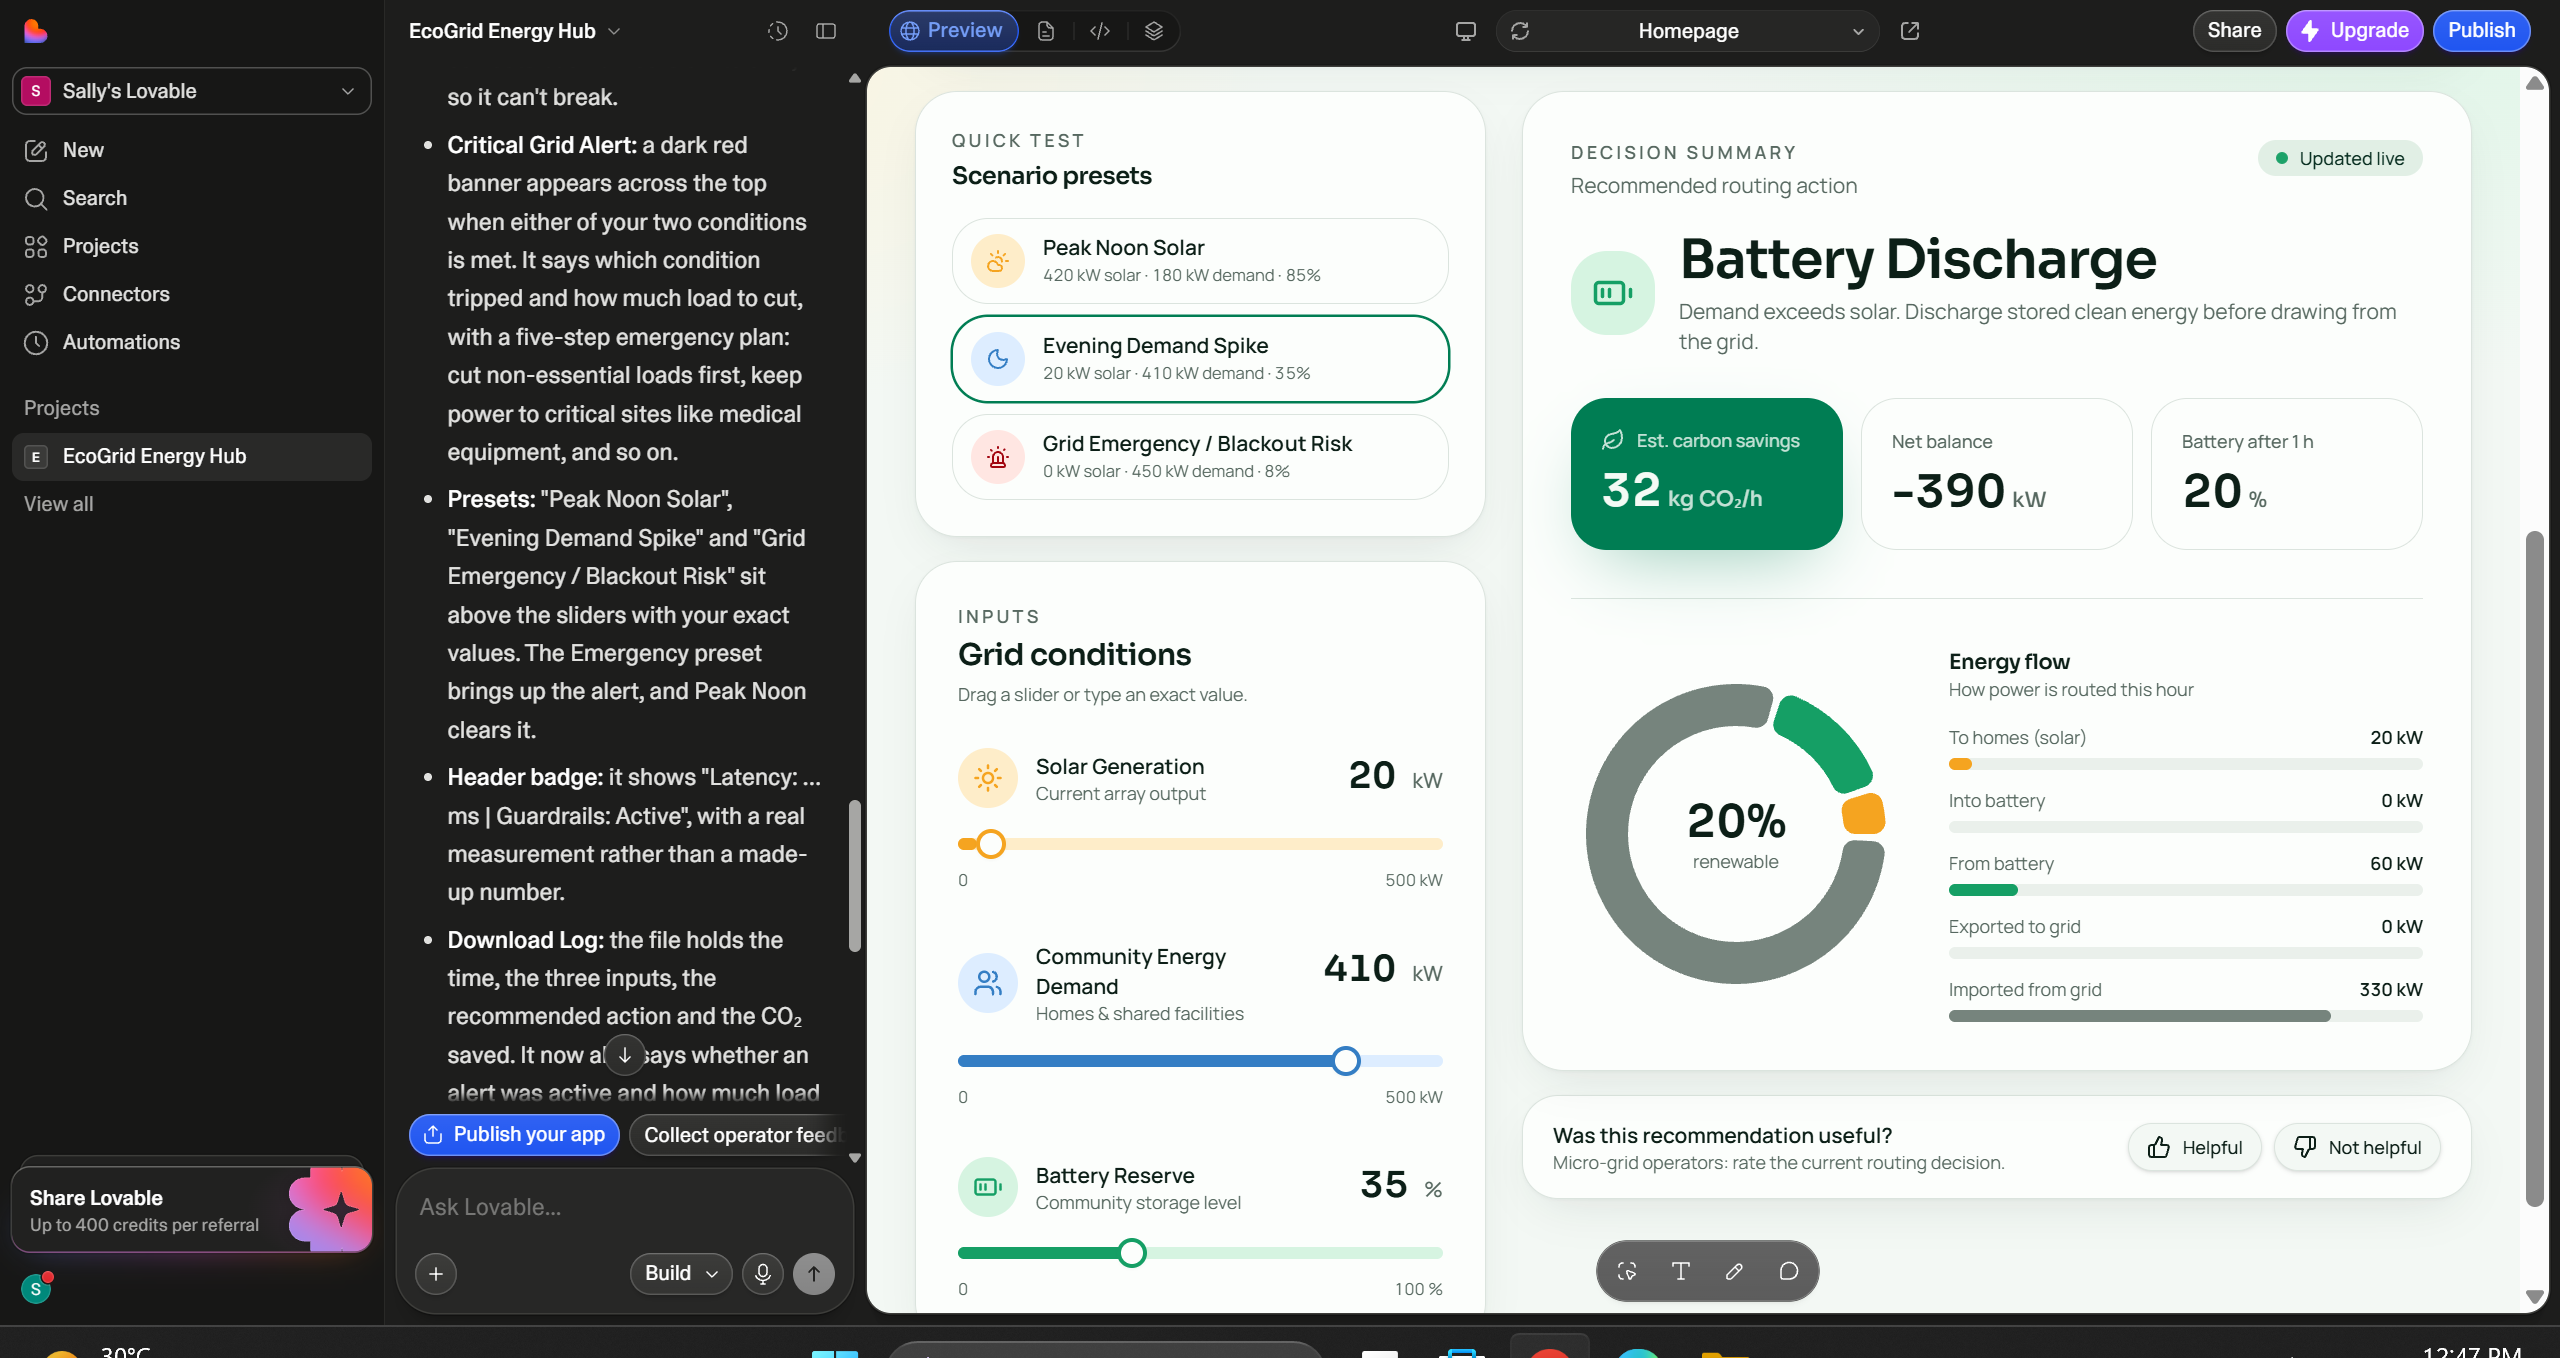 S
Sally's Lovable
New
Search
Projects
Connectors
Automations
Projects
E
EcoGrid Energy Hub
View all
Share Lovable
Up to 400 credits per referral
S
EcoGrid Energy Hub
so it can't break.
Critical Grid Alert: a dark red
banner appears across the top
when either of your two conditions
is met. It says which condition
tripped and how much load to cut,
with a five-step emergency plan:
cut non-essential loads first, keep
power to critical sites like medical
equipment, and so on.
Presets: "Peak Noon Solar",
"Evening Demand Spike" and "Grid
Emergency / Blackout Risk" sit
above the sliders with your exact
values. The Emergency preset
brings up the alert, and Peak Noon
clears it.
Header badge: it shows "Latency: ...
ms | Guardrails: Active", with a real
measurement rather than a made-
up number.
Download Log: the file holds the
time, the three inputs, the
recommended action and the CO₂
saved. It now says whether an
alert was active and how much load
Publish your app
Collect operator feed
Ask Lovable...
Build
Preview
Homepage
Share
Upgrade
Publish
QUICK TEST
Scenario presets
Peak Noon Solar
420 kW solar · 180 kW demand · 85%
Evening Demand Spike
20 kW solar · 410 kW demand · 35%
Grid Emergency / Blackout Risk
0 kW solar · 450 kW demand · 8%
INPUTS
Grid conditions
Drag a slider or type an exact value.
Solar Generation
Current array output
20 kW
0
500 kW
Community Energy
Demand
Homes & shared facilities
410 kW
0
500 kW
Battery Reserve
Community storage level
35 %
0
100 %
DECISION SUMMARY
Recommended routing action
Updated live
Battery Discharge
Demand exceeds solar. Discharge stored clean energy before drawing from
the grid.
Est. carbon savings
32 kg CO₂/h
Net balance
-390 kW
Battery after 1 h
20 %
20%
renewable
Energy flow
How power is routed this hour
To homes (solar) 20 kW
Into battery 0 kW
From battery 60 kW
Exported to grid 0 kW
Imported from grid 330 kW
Was this recommendation useful?
Micro-grid operators: rate the current routing decision.
Helpful
Not helpful
30°C
12:47 PM